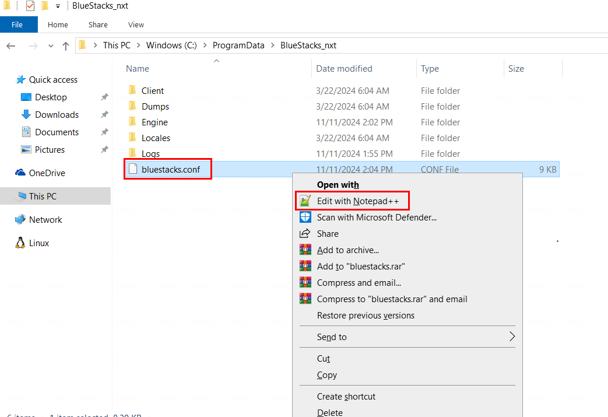 BlueStacks_nxt
File Home Share View
This PC Windows (C:) ProgramData BlueStacks_nxt
Name Date modified Type Size
Quick access
Desktop
Downloads
Documents
Pictures
OneDrive
This PC
Network
Linux
Client 3/22/2024 6:04 AM File folder
Dumps 3/22/2024 6:04 AM File folder
Engine 11/11/2024 2:02 PM File folder
Locales 3/22/2024 6:04 AM File folder
Logs 11/11/2024 1:55 PM File folder
bluestacks.conf 11/11/2024 2:04 PM CONF File 9 KB
Open with
Edit with Notepad++
Scan with Microsoft Defender...
Share
Add to archive...
Add to "bluestacks.rar"
Compress and email...
Compress to "bluestacks.rar" and email
Restore previous versions
Send to
Cut
Copy
Create shortcut
Delete
6 items 1 item selected 8.20 KB